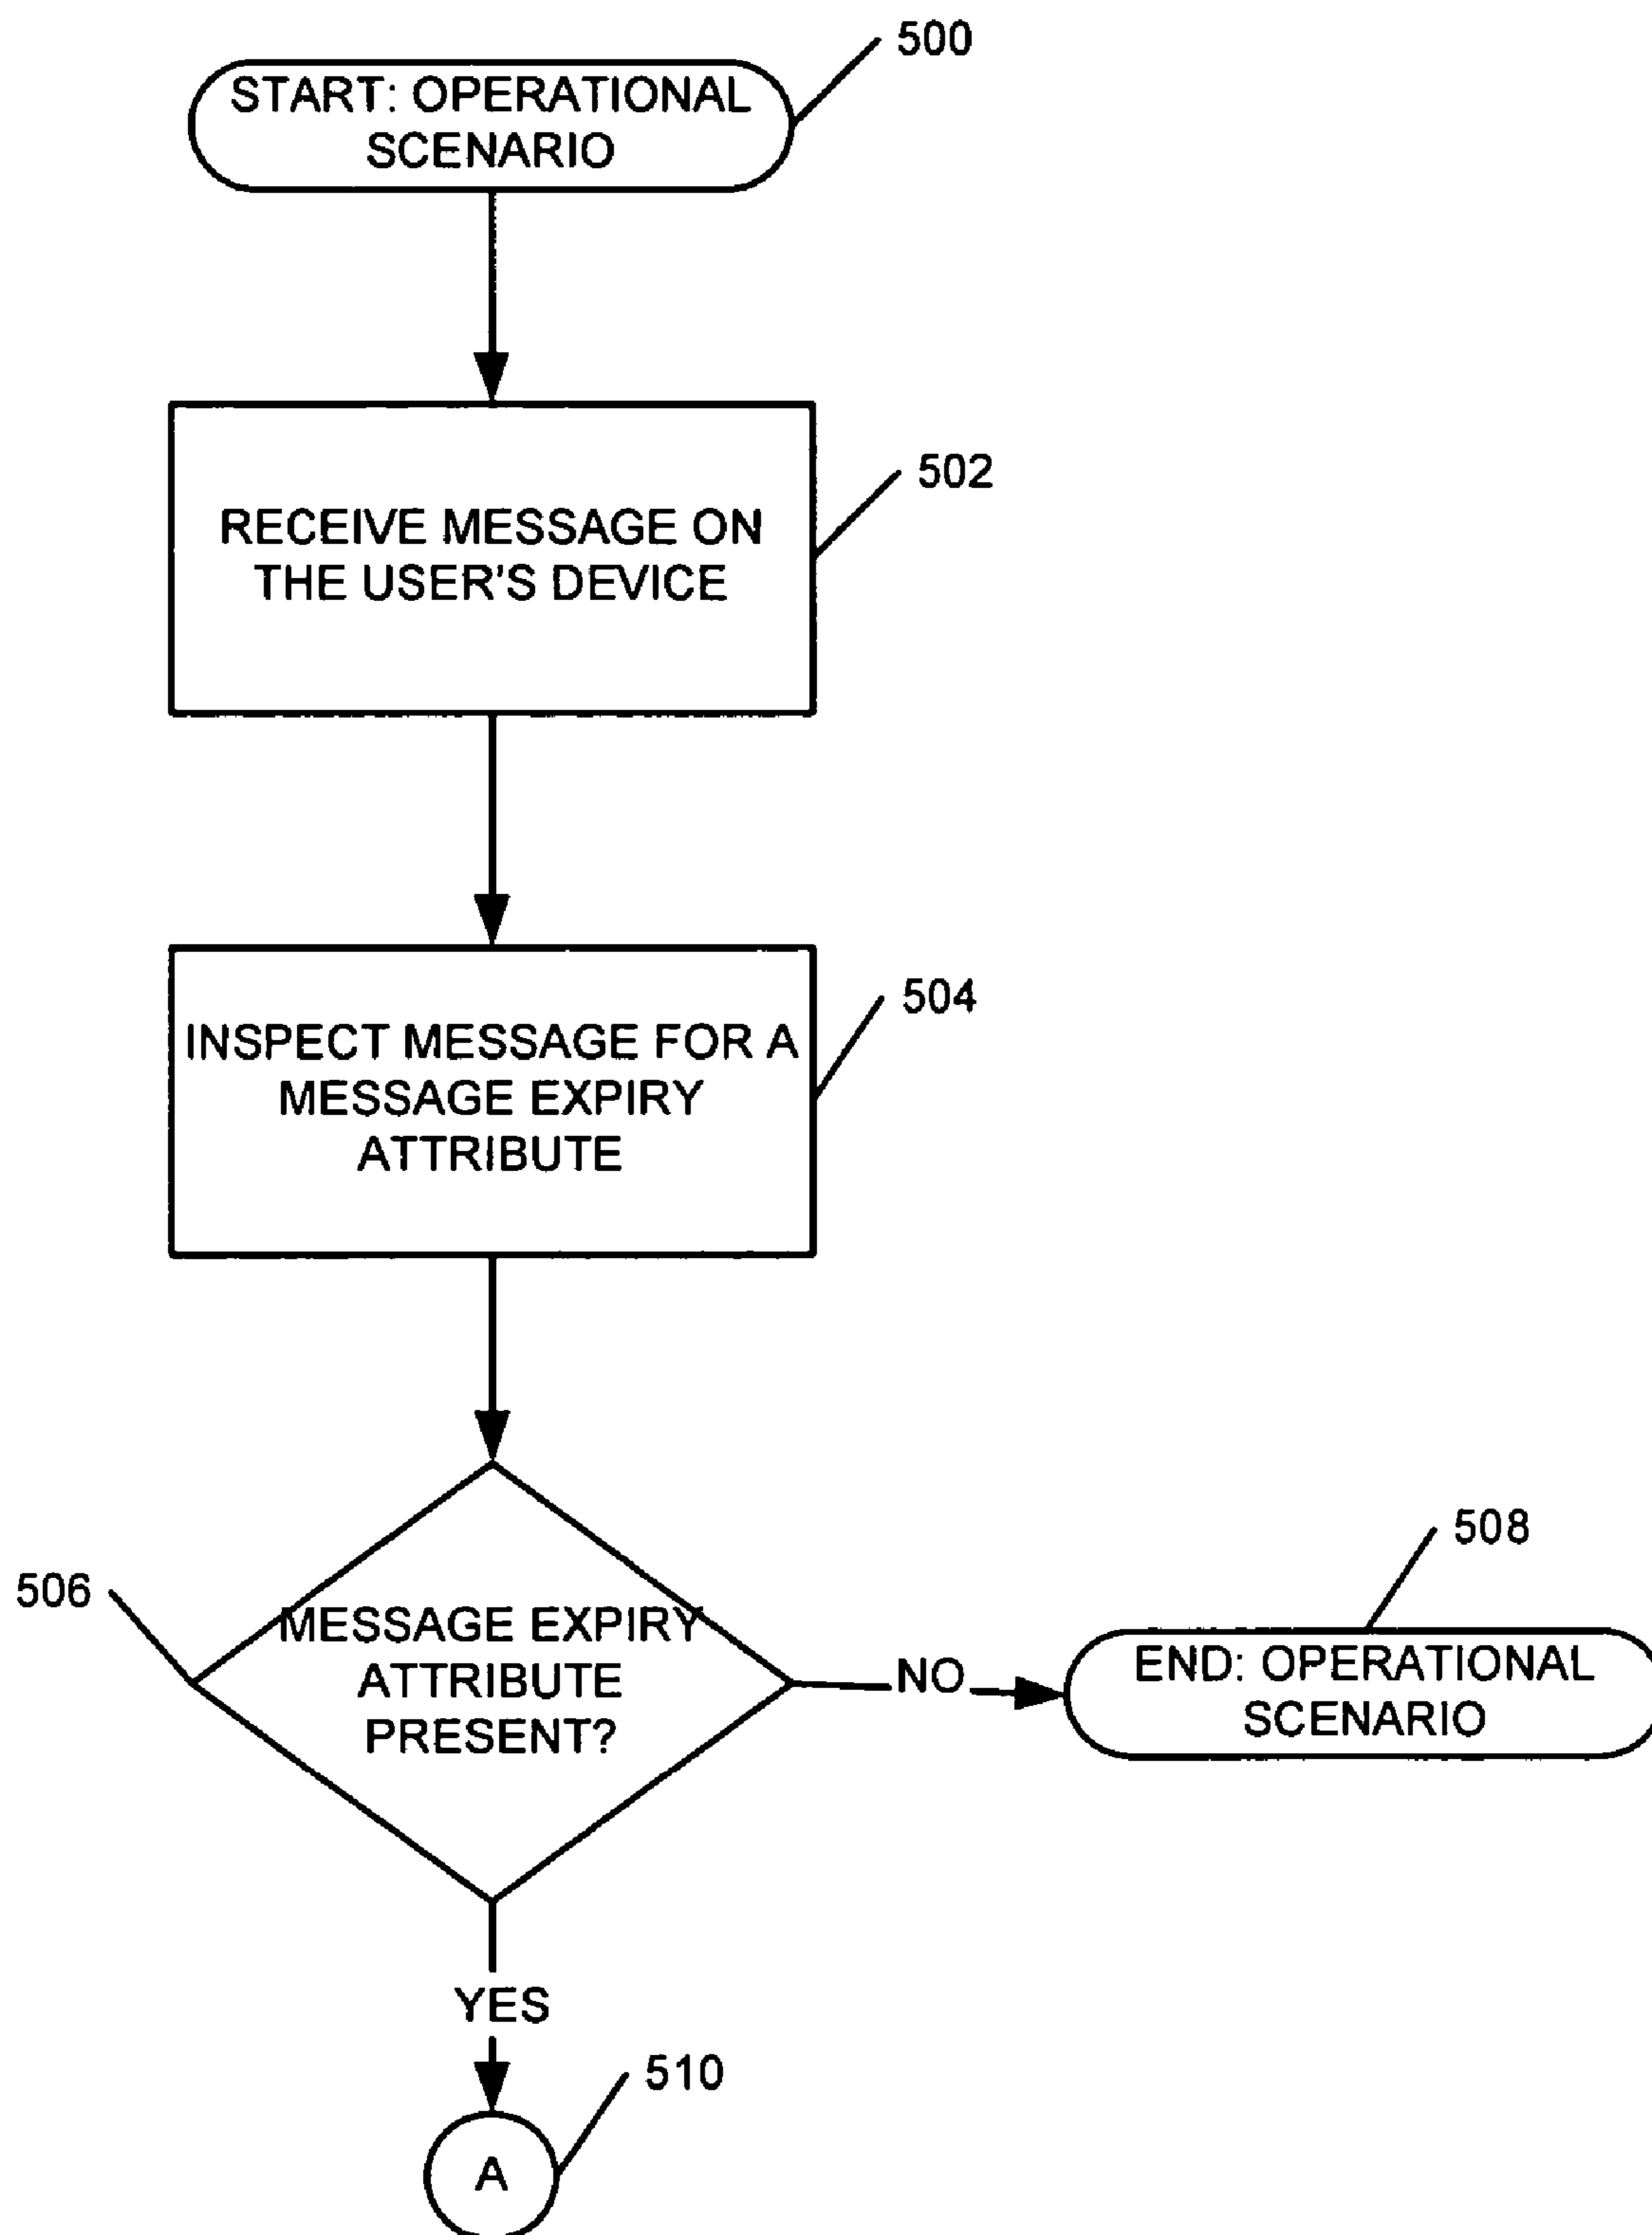 500
START: OPERATIONAL
SCENARIO
502
RECEIVE MESSAGE ON
THE USER'S DEVICE
504
INSPECT MESSAGE FOR A
MESSAGE EXPIRY
ATTRIBUTE
508
506
MESSAGE EXPIRY
ATTRIBUTE
PRESENT?
NO
END: OPERATIONAL
SCENARIO
YES
510
A